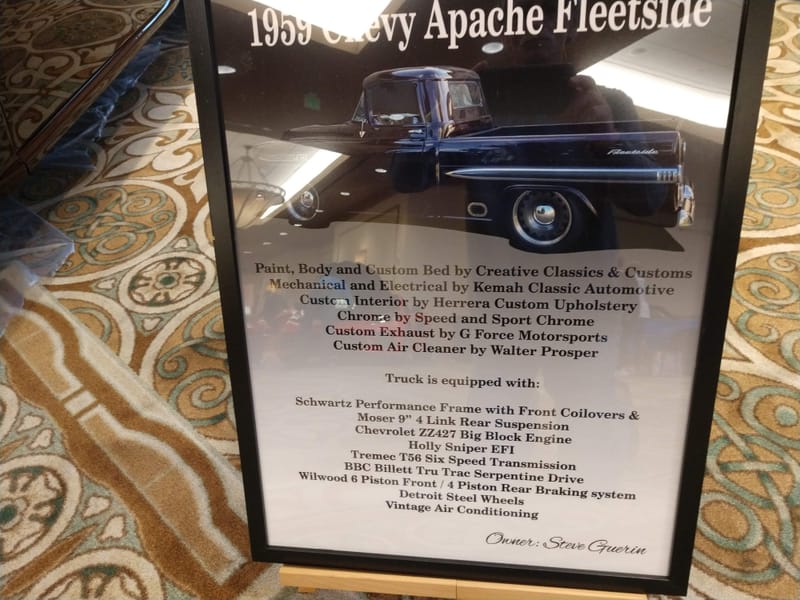 1959 Chevy Apache Fleetside
Fleetside
Paint, Body and Custom Bed by Creative Classics & Customs
Mechanical and Electrical by Kemah Classic Automotive
Custom Interior by Herrera Custom Upholstery
Chrome by Speed and Sport Chrome
Custom Exhaust by G Force Motorsports
Custom Air Cleaner by Walter Prosper
Truck is equipped with:
Schwartz Performance Frame with Front Coilovers &
Moser 9” 4 Link Rear Suspension
Chevrolet ZZ427 Big Block Engine
Holly Sniper EFI
Tremec T56 Six Speed Transmission
BBC Billett Tru Trac Serpentine Drive
Wilwood 6 Piston Front / 4 Piston Rear Braking system
Detroit Steel Wheels
Vintage Air Conditioning
Owner: Steve Guerin